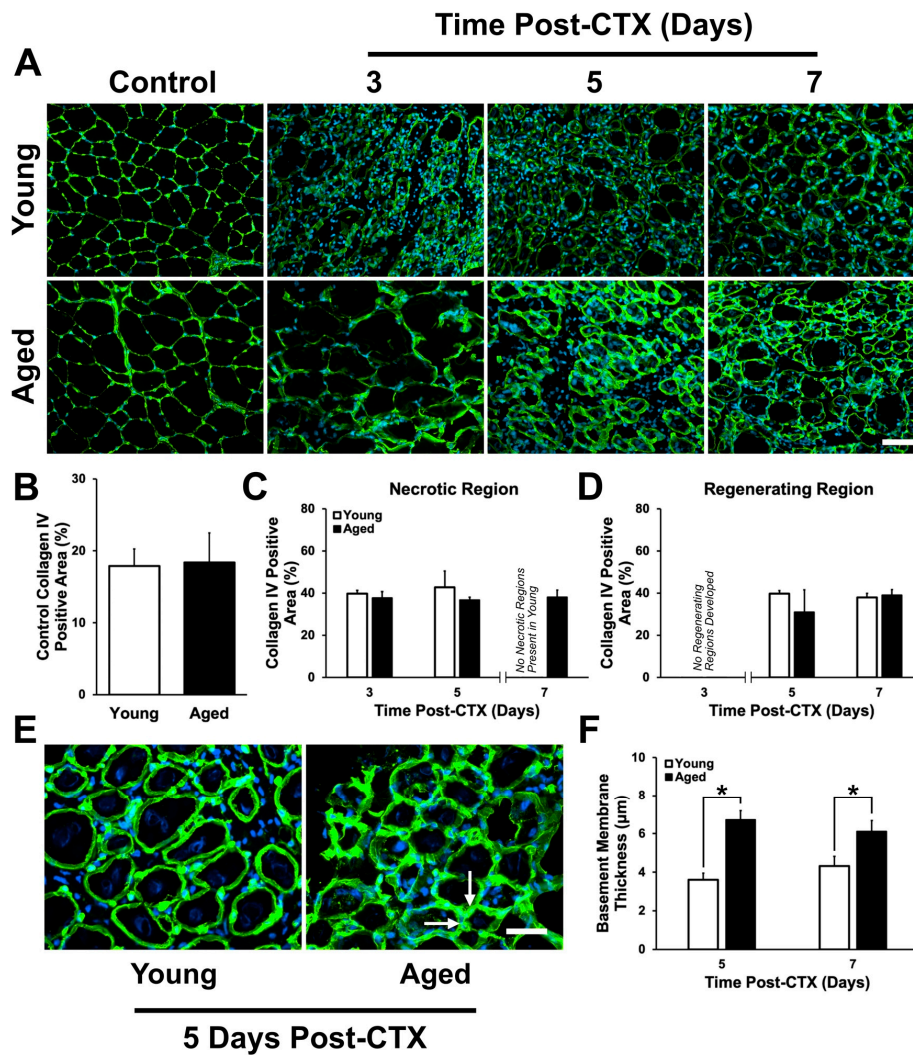 Time Post-CTX (Days)
A
Control
3
5
7
Young
Aged
B
Control Collagen IV
Positive Area (%)
30
20
10
0
Young
Aged
C
Necrotic Region
Young
Aged
Collagen IV Positive
Area (%)
80
60
40
20
0
No Necrotic Regions
Present in Young
3
5
7
Time Post-CTX (Days)
D
Regenerating Region
Collagen IV Positive
Area (%)
80
60
40
20
0
No Regenerating
Regions Developed
3
5
7
Time Post-CTX (Days)
E
Young
Aged
5 Days Post-CTX
F
Young
Aged
Basement Membrane
Thickness (µm)
10
8
6
4
2
0
*
*
5
7
Time Post-CTX (Days)